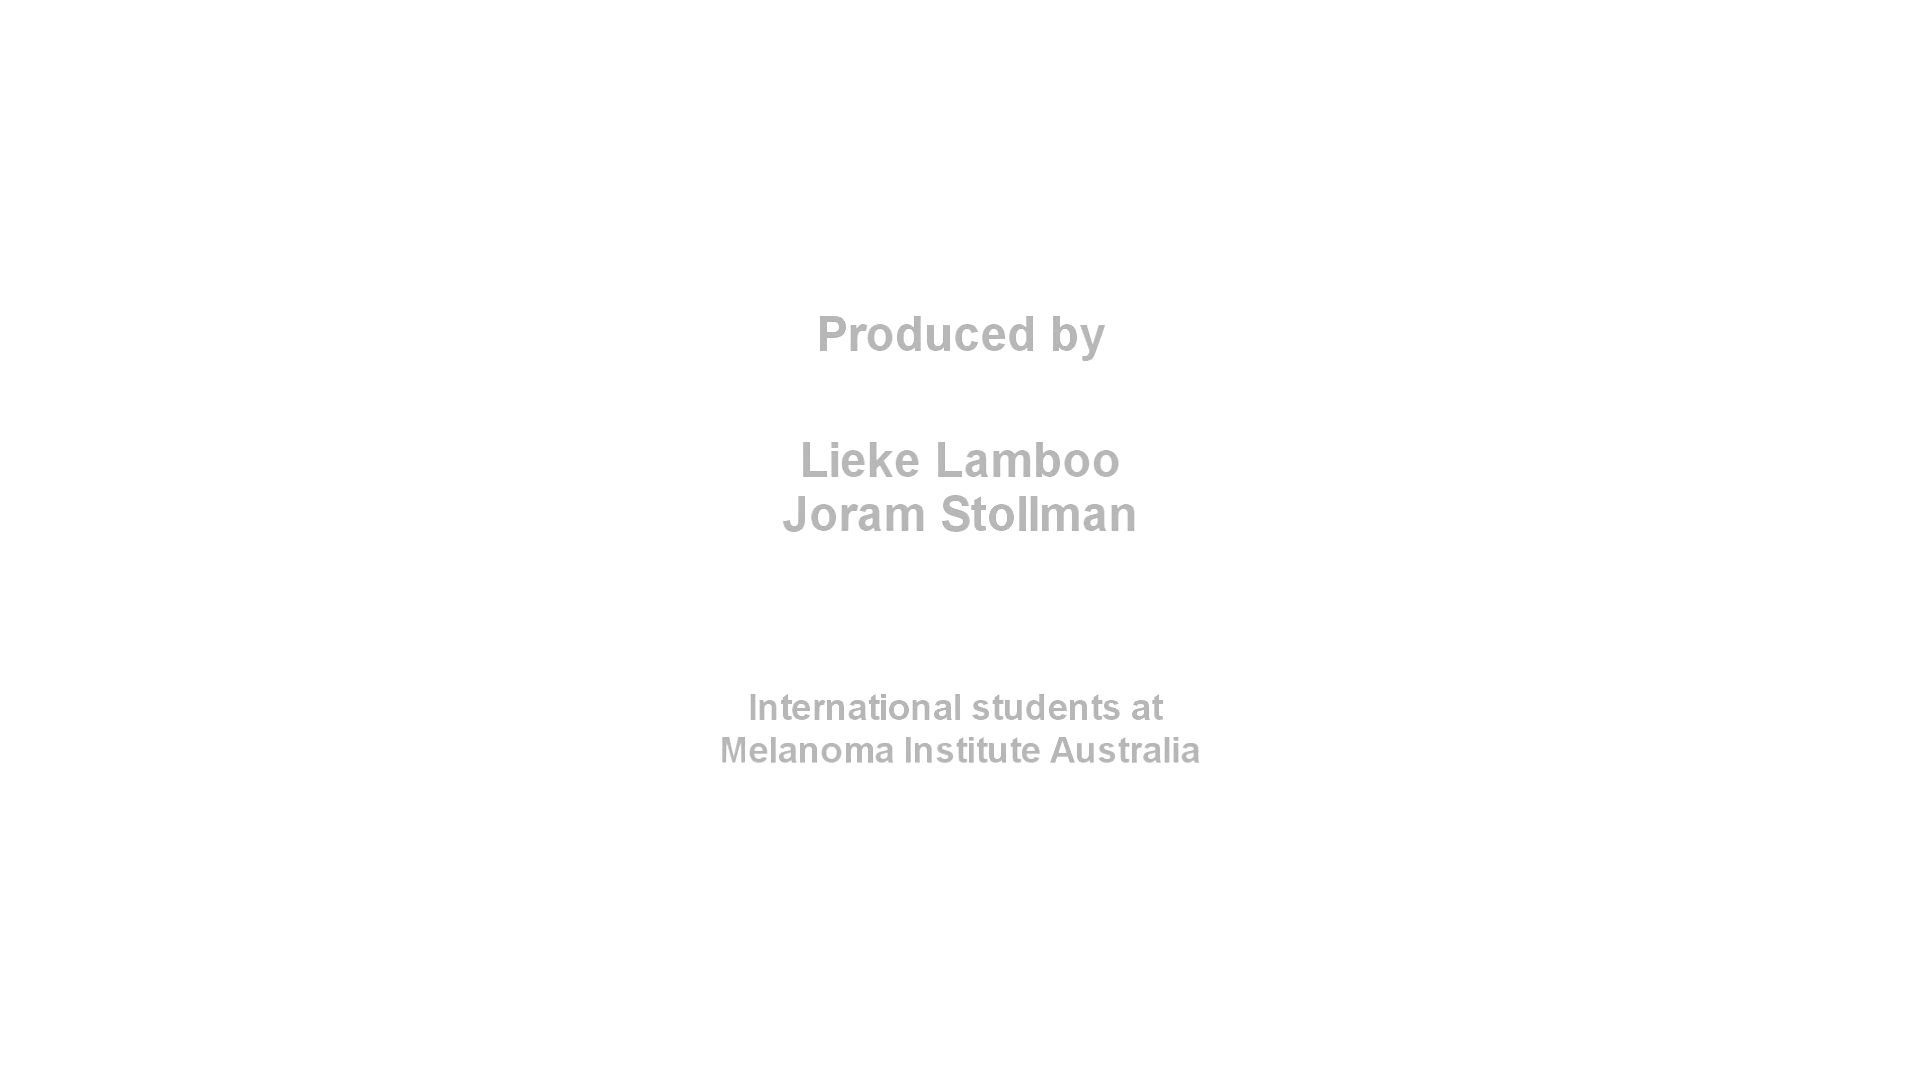 Produced by
Lieke Lamboo
Joram Stollman
International students at
Melanoma Institute Australia